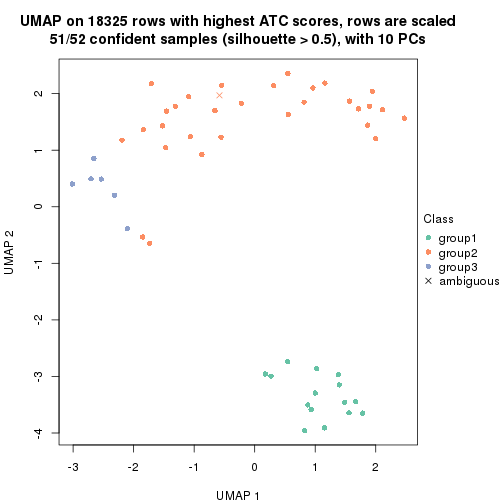 UMAP on 18325 rows with highest ATC scores, rows are scaled
51/52 confident samples (silhouette > 0.5), with 10 PCs
UMAP 2
2
1
0
-1
-2
-3
-4
-3
-2
-1
0
1
2
UMAP 1
Class
group1
group2
group3
ambiguous